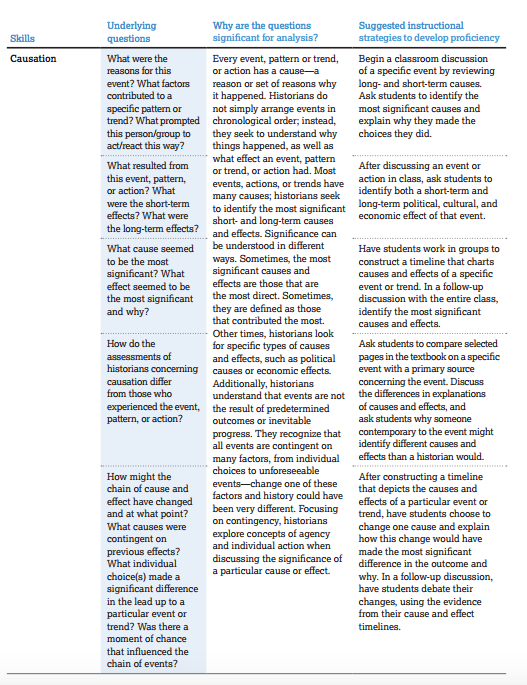 Skills
Underlying
questions
Why are the questions
significant for analysis?
Suggested instructional
strategies to develop proficiency
Causation
What were the
reasons for this
event? What factors
contributed to a
specific pattern or
trend? What prompted
this person/group to
act/react this way?
What resulted from
this event, pattern,
or action? What
were the short-term
effects? What were
the long-term effects?
What cause seemed
to be the most
significant? What
effect seemed to be
the most significant
and why?
How do the
assessments of
historians concerning
causation differ
from those who
experienced the event,
pattern, or action?
How might the
chain of cause and
effect have changed
and at what point?
What causes were
contingent on
previous effects?
What individual
choice(s) made a
significant difference
in the lead up to a
particular event or
trend? Was there a
moment of chance
that influenced the
chain of events?
Every event, pattern or trend,
or action has a cause—a
reason or set of reasons why
it happened. Historians do
not simply arrange events in
chronological order; instead,
they seek to understand why
things happened, as well as
what effect an event, pattern
or trend, or action had. Most
events, actions, or trends have
many causes; historians seek
to identify the most significant
short- and long-term causes
and effects. Significance can
be understood in different
ways. Sometimes, the most
significant causes and
effects are those that are
the most direct. Sometimes,
they are defined as those
that contributed the most.
Other times, historians look
for specific types of causes
and effects, such as political
causes or economic effects.
Additionally, historians
understand that events are not
the result of predetermined
outcomes or inevitable
progress. They recognize that
all events are contingent on
many factors, from individual
choices to unforeseeable
events—change one of these
factors and history could have
been very different. Focusing
on contingency, historians
explore concepts of agency
and individual action when
discussing the significance of
a particular cause or effect.
Begin a classroom discussion
of a specific event by reviewing
long- and short-term causes.
Ask students to identify the
most significant causes and
explain why they made the
choices they did.
After discussing an event or
action in class, ask students to
identify both a short-term and
long-term political, cultural, and
economic effect of that event.
Have students work in groups to
construct a timeline that charts
causes and effects of a specific
event or trend. In a follow-up
discussion with the entire class,
identify the most significant
causes and effects.
Ask students to compare selected
pages in the textbook on a specific
event with a primary source
concerning the event. Discuss
the differences in explanations
of causes and effects, and
ask students why someone
contemporary to the event might
identify different causes and
effects than a historian would.
After constructing a timeline
that depicts the causes and
effects of a particular event or
trend, have students choose to
change one cause and explain
how this change would have
made the most significant
difference in the outcome and
why. In a follow-up discussion,
have students debate their
changes, using the evidence
from their cause and effect
timelines.